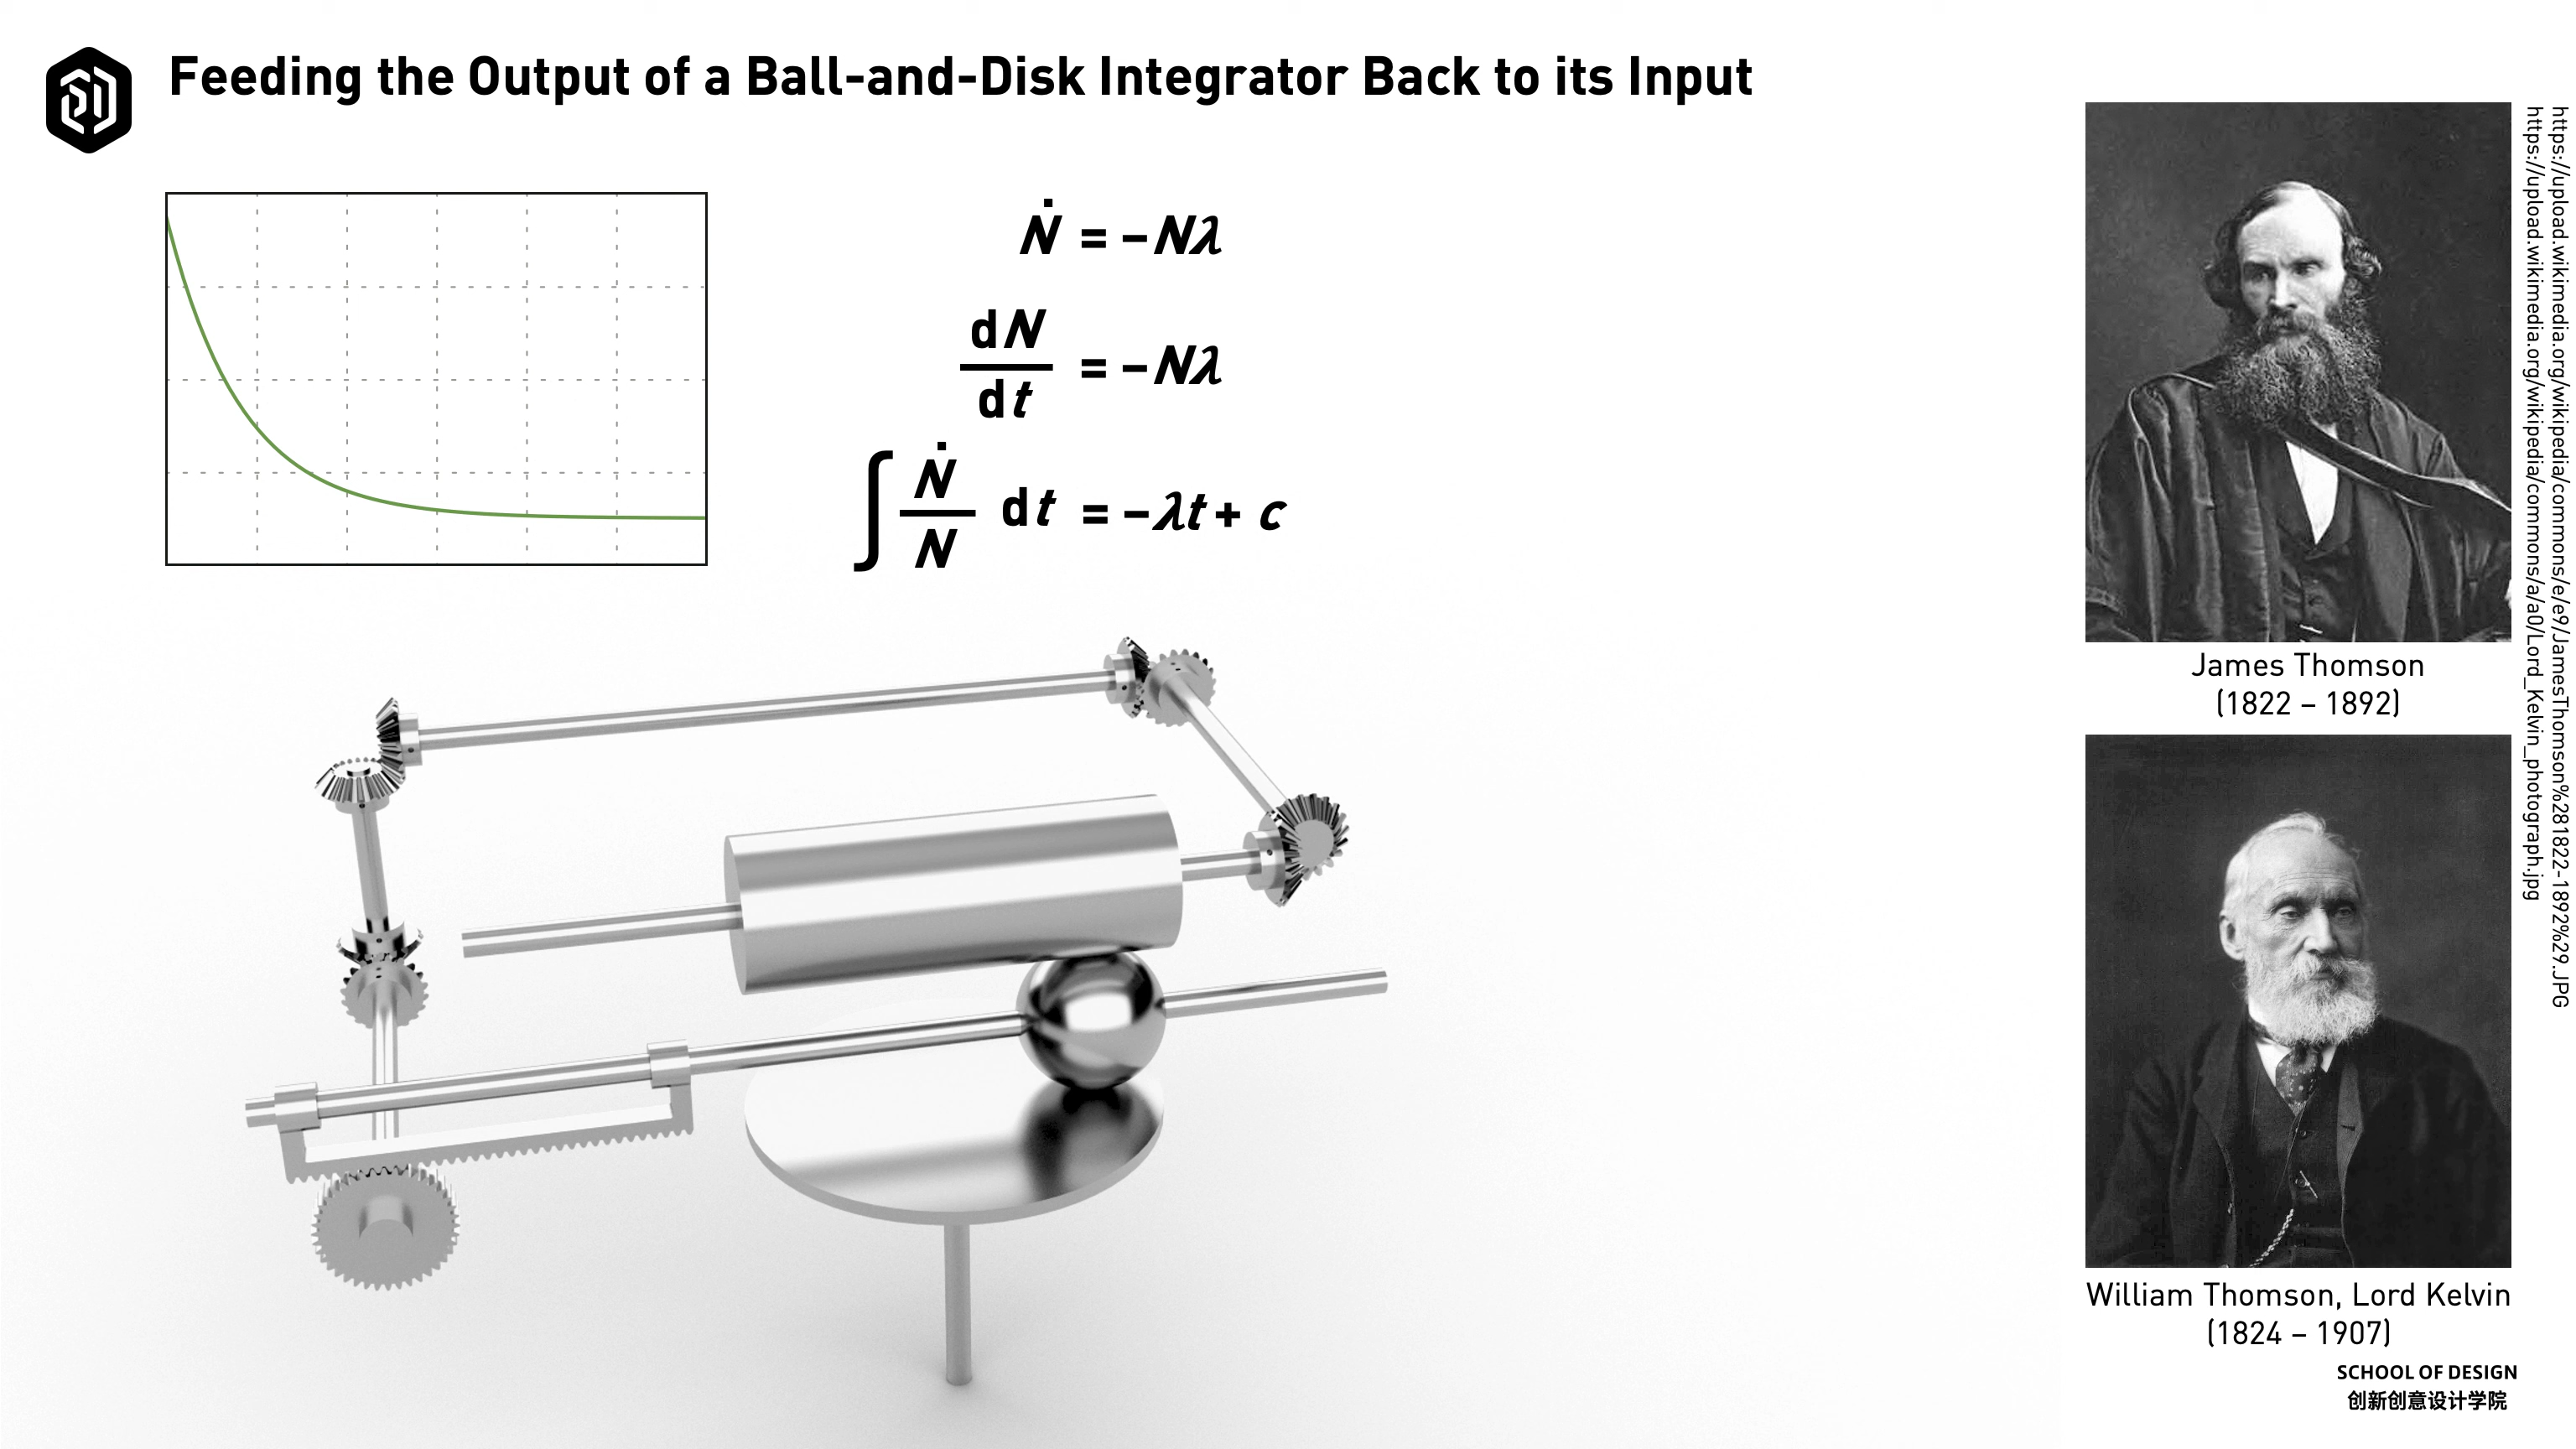 Feeding the Output of a Ball-and-Disk Integrator Back to its Input
Ṅ = −Nλ
dN/dt = −Nλ
∫ Ṅ/N dt = −λt + c
James Thomson
(1822 – 1892)
William Thomson, Lord Kelvin
(1824 – 1907)
https://upload.wikimedia.org/wikipedia/commons/e/e9/JamesThomson%281822-1892%29.JPG
https://upload.wikimedia.org/wikipedia/commons/a/a0/Lord_Kelvin_photograph.jpg
SCHOOL OF DESIGN
创新创意设计学院